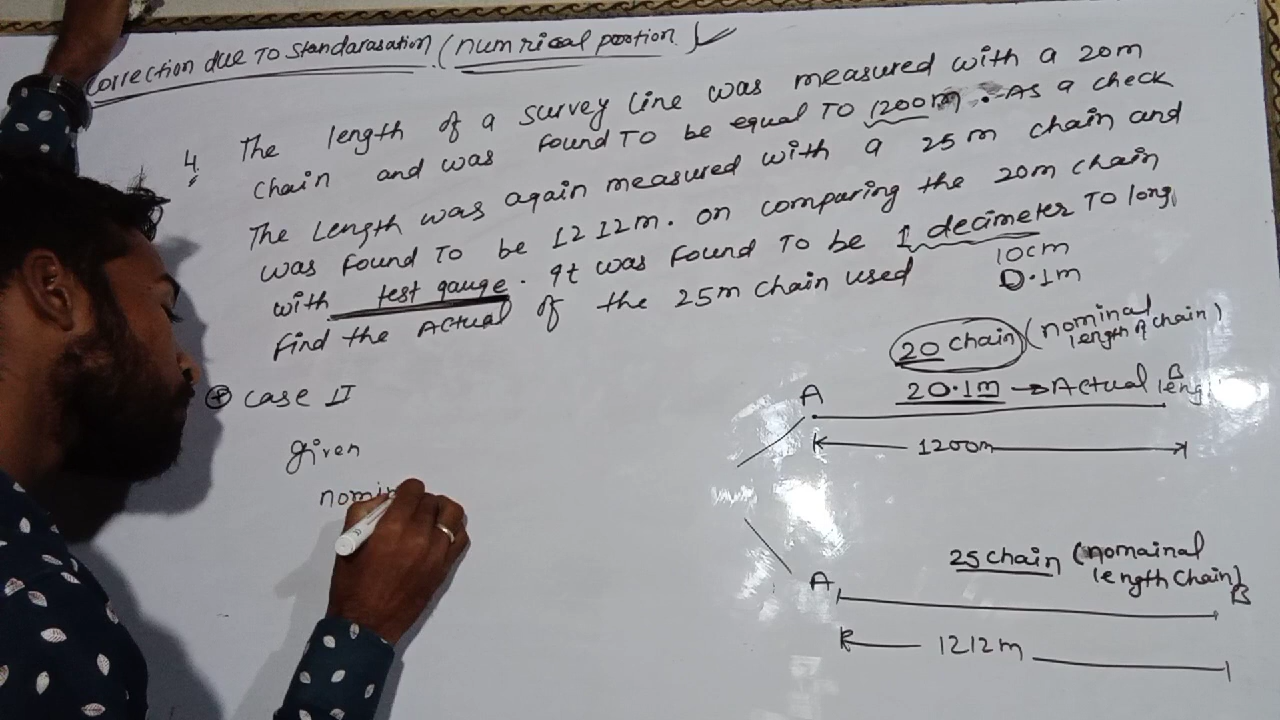 Correction due To Standarasation (numrical portion)
4. The length of a survey line was measured with a 20m
chain and was found To be equal To 1200m. As a check
The Length was again measured with a 25m chain and
was found To be 1212m. on comparing the 20m chain
with test gauge. It was found To be 1 decimeter To long
10cm
0.1m
find the Actual of the 25m chain used
20 chain (nominal length of chain)
20.1m → Actual leng
A B
1200m
Case II
given
nomin
25 chain (nomainal length Chain)
A B
1212m